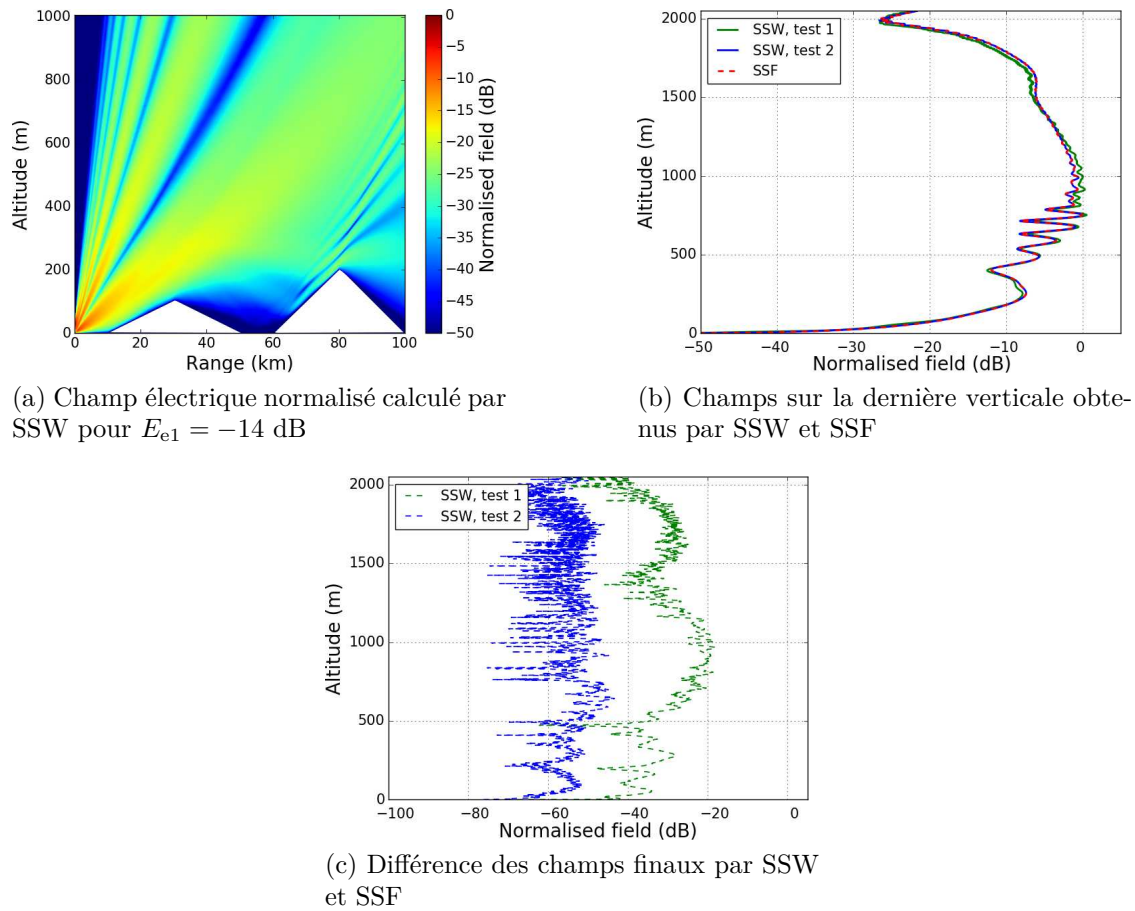 1000
800
600
400
200
0
Altitude (m)
0 20 40 60 80 100
Range (km)
0
−5
−10
−15
−20
−25
−30
−35
−40
−45
−50
Normalised field (dB)
(a) Champ électrique normalisé calculé par
SSW pour E_e1 = −14 dB
2000
1500
1000
500
0
Altitude (m)
SSW, test 1
SSW, test 2
SSF
−50 −40 −30 −20 −10 0
Normalised field (dB)
(b) Champs sur la dernière verticale obte-
nus par SSW et SSF
2000
1500
1000
500
0
Altitude (m)
SSW, test 1
SSW, test 2
−100 −80 −60 −40 −20 0
Normalised field (dB)
(c) Différence des champs finaux par SSW
et SSF